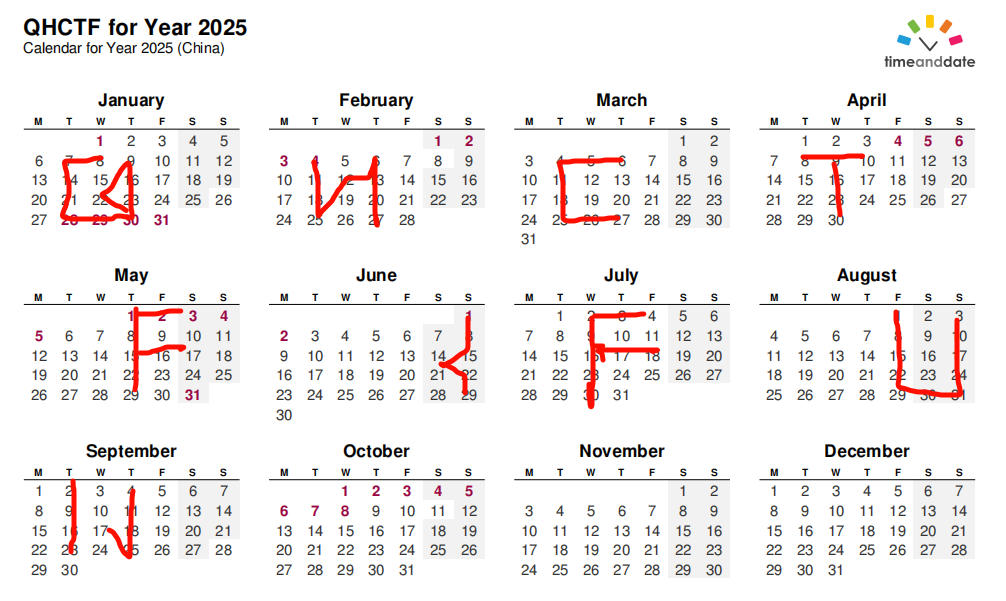 QHCTF for Year 2025
Calendar for Year 2025 (China)
timeanddate
January
M T W T F S S
1 2 3 4 5
6 7 8 9 10 11 12
13 14 15 16 17 18 19
20 21 22 23 24 25 26
27 28 29 30 31
February
M T W T F S S
1 2
3 4 5 6 7 8 9
10 11 12 13 14 15 16
17 18 19 20 21 22 23
24 25 26 27 28
March
M T W T F S S
1 2
3 4 5 6 7 8 9
10 11 12 13 14 15 16
17 18 19 20 21 22 23
24 25 26 27 28 29 30
31
C
April
M T W T F S S
1 2 3 4 5 6
7 8 9 10 11 12 13
14 15 16 17 18 19 20
21 22 23 24 25 26 27
28 29 30
T
May
M T W T F S S
1 2 3 4
5 6 7 8 9 10 11
12 13 14 15 16 17 18
19 20 21 22 23 24 25
26 27 28 29 30 31
F
June
M T W T F S S
1
2 3 4 5 6 7 8
9 10 11 12 13 14 15
16 17 18 19 20 21 22
23 24 25 26 27 28 29
30
July
M T W T F S S
1 2 3 4 5 6
7 8 9 10 11 12 13
14 15 16 17 18 19 20
21 22 23 24 25 26 27
28 29 30 31
F
August
M T W T F S S
1 2 3
4 5 6 7 8 9 10
11 12 13 14 15 16 17
18 19 20 21 22 23 24
25 26 27 28 29 30 31
U
September
M T W T F S S
1 2 3 4 5 6 7
8 9 10 11 12 13 14
15 16 17 18 19 20 21
22 23 24 25 26 27 28
29 30
N
October
M T W T F S S
1 2 3 4 5
6 7 8 9 10 11 12
13 14 15 16 17 18 19
20 21 22 23 24 25 26
27 28 29 30 31
November
M T W T F S S
1 2
3 4 5 6 7 8 9
10 11 12 13 14 15 16
17 18 19 20 21 22 23
24 25 26 27 28 29 30
December
M T W T F S S
1 2 3 4 5 6 7
8 9 10 11 12 13 14
15 16 17 18 19 20 21
22 23 24 25 26 27 28
29 30 31